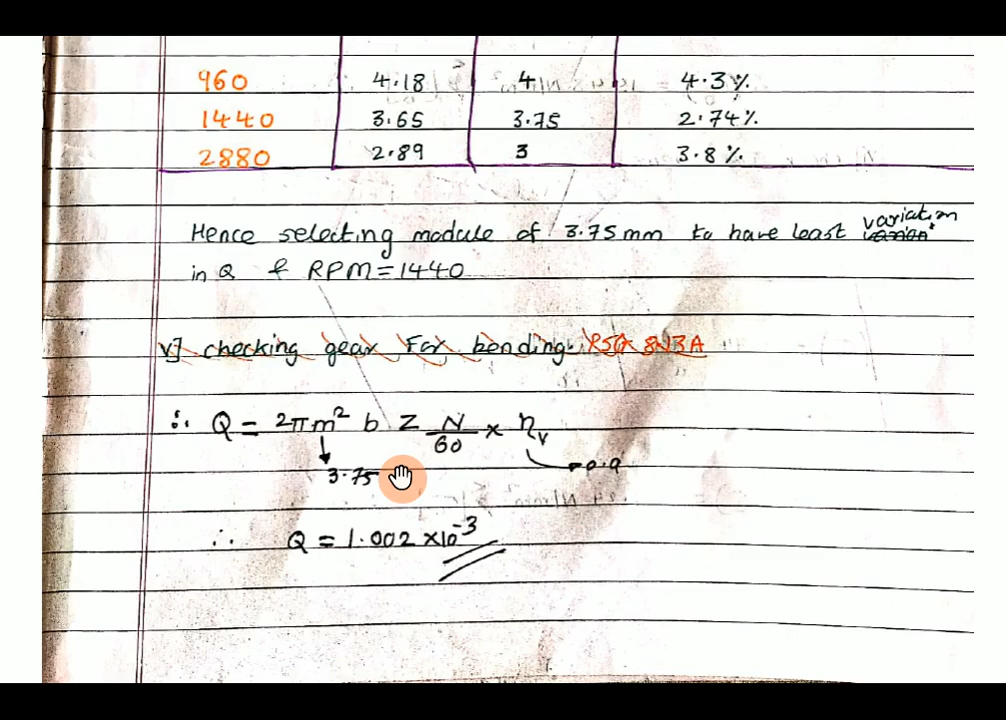 960 4.18 4 4.3%
1440 3.65 3.75 2.74%
2880 2.89 3 3.8%
Hence selecting module of 3.75mm to have least variation
in Q & RPM=1440
v] checking gear For bending
∴ Q = 2πm² b Z N/60 × ηv
3.75 0.9
∴ Q = 1.002 ×10⁻³